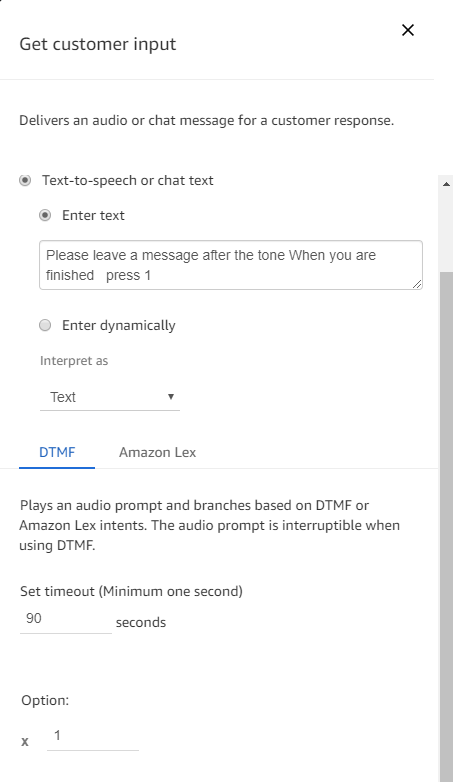 Get customer input
Delivers an audio or chat message for a customer response.
Text-to-speech or chat text
Enter text
Please leave a message after the tone When you are
finished   press 1
Enter dynamically
Interpret as
Text
DTMF Amazon Lex
Plays an audio prompt and branches based on DTMF or
Amazon Lex intents. The audio prompt is interruptible when
using DTMF.
Set timeout (Minimum one second)
90 seconds
Option:
x 1